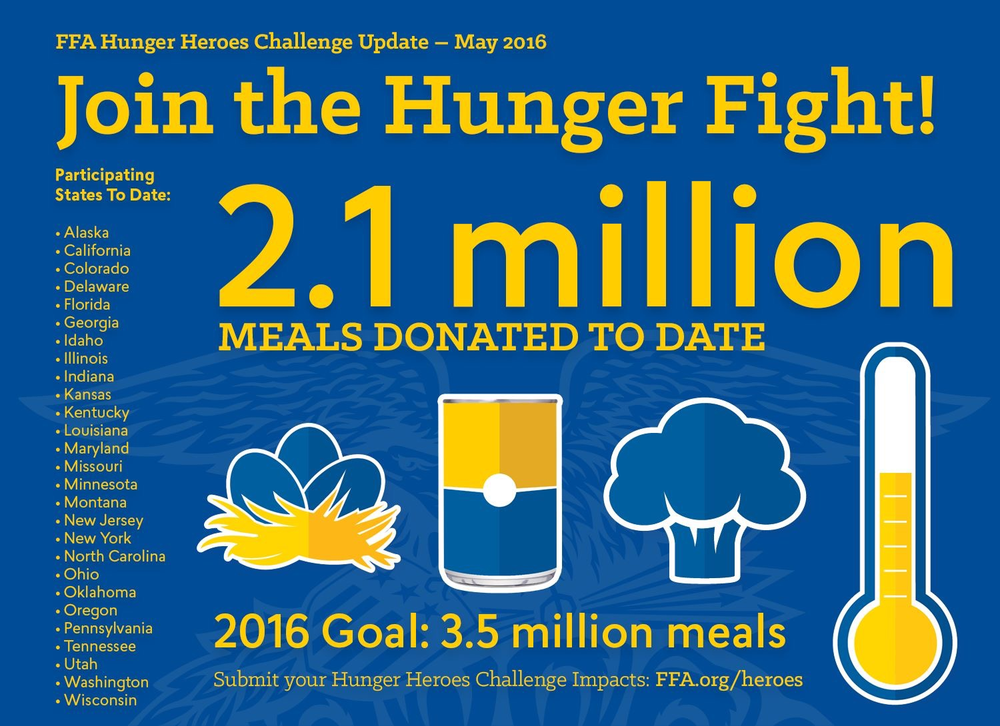 FFA Hunger Heroes Challenge Update – May 2016
Join the Hunger Fight!
Participating
States To Date:
• Alaska
• California
• Colorado
• Delaware
• Florida
• Georgia
• Idaho
• Illinois
• Indiana
• Kansas
• Kentucky
• Louisiana
• Maryland
• Missouri
• Minnesota
• Montana
• New Jersey
• New York
• North Carolina
• Ohio
• Oklahoma
• Oregon
• Pennsylvania
• Tennessee
• Utah
• Washington
• Wisconsin
2.1 million
MEALS DONATED TO DATE
2016 Goal: 3.5 million meals
Submit your Hunger Heroes Challenge Impacts: FFA.org/heroes